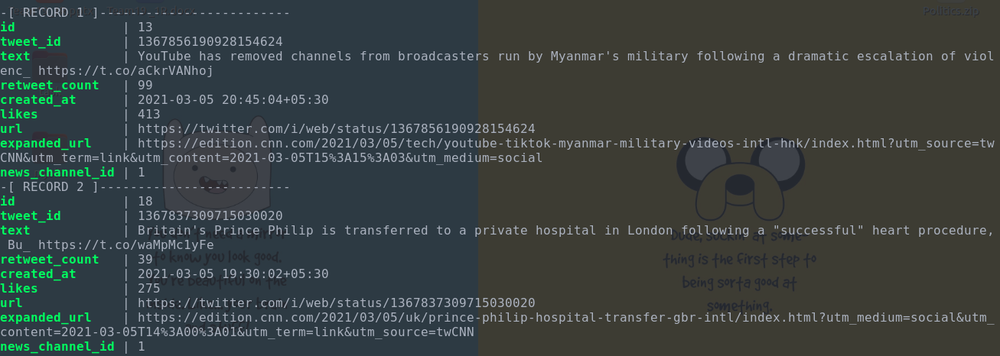 -[ RECORD 1 ]-------------------------
id | 13
tweet_id | 1367856190928154624
text | YouTube has removed channels from broadcasters run by Myanmar's military following a dramatic escalation of viol
enc_ https://t.co/aCkrVANhoj
retweet_count | 99
created_at | 2021-03-05 20:45:04+05:30
likes | 413
url | https://twitter.com/i/web/status/1367856190928154624
expanded_url | https://edition.cnn.com/2021/03/05/tech/youtube-tiktok-myanmar-military-videos-intl-hnk/index.html?utm_source=tw
CNN&utm_term=link&utm_content=2021-03-05T15%3A15%3A03&utm_medium=social
news_channel_id | 1
-[ RECORD 2 ]-------------------------
id | 18
tweet_id | 1367837309715030020
text | Britain's Prince Philip is transferred to a private hospital in London following a "successful" heart procedure,
Bu_ https://t.co/waMpMc1yFe
retweet_count | 39
created_at | 2021-03-05 19:30:02+05:30
likes | 275
url | https://twitter.com/i/web/status/1367837309715030020
expanded_url | https://edition.cnn.com/2021/03/05/uk/prince-philip-hospital-transfer-gbr-intl/index.html?utm_medium=social&utm_
content=2021-03-05T14%3A00%3A01&utm_term=link&utm_source=twCNN
news_channel_id | 1
Politics.zip
to know you look good.
You're beautiful on the
Dude, suckin' at some-
thing is the first step to
being sorta good at
something.